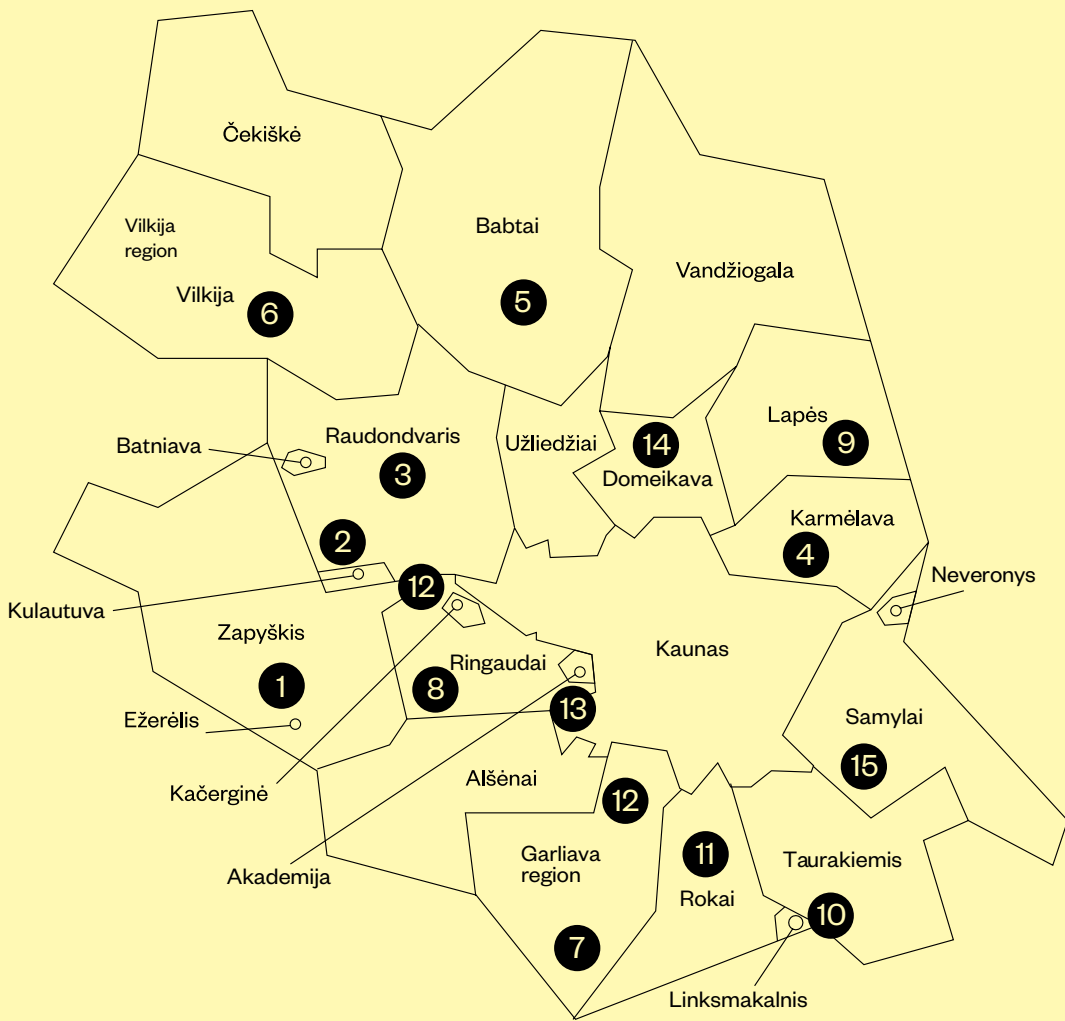 Čekiškė
Vilkija
region
Babtai
Vandžiogala
Vilkija
6
5
Batniava
Raudondvaris
3
Užliedžiai
14
Domeikava
Lapės
9
Karmėlava
4
2
12
Kulautuva
Neveronys
Zapyškis
Ringaudai
Kaunas
1
8
13
Ežerėlis
Samylai
15
Kačerginė
Alšėnai
12
Akademija
Garliava
region
11
Rokai
Taurakiemis
10
7
Linksmakalnis